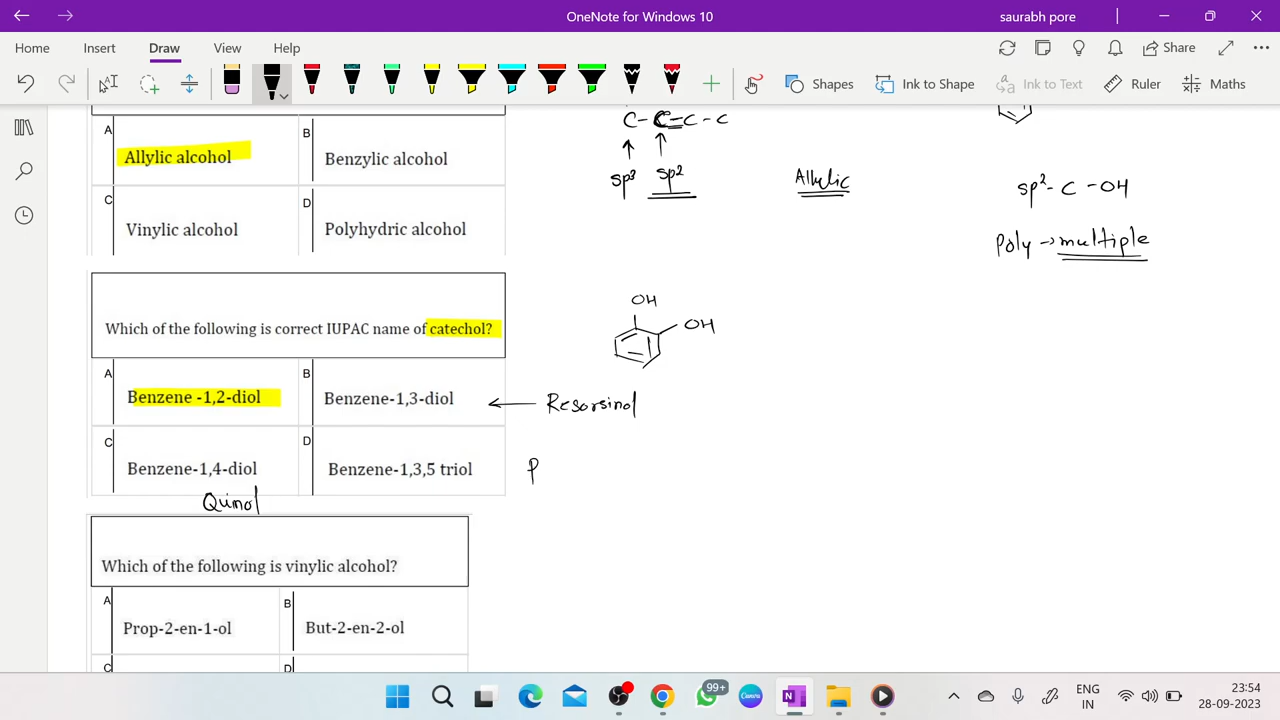 OneNote for Windows 10
saurabh pore
Home Insert Draw View Help
Share
Shapes
Ink to Shape
Ink to Text
Ruler
Maths
A
Allylic alcohol
B
Benzylic alcohol
C
Vinylic alcohol
D
Polyhydric alcohol
C - C = C - C
sp3 sp2
Allylic
sp2 - C - OH
Poly → multiple
Which of the following is correct IUPAC name of catechol?
OH
OH
A
Benzene -1,2-diol
B
Benzene-1,3-diol
← Resorsinol
C
Benzene-1,4-diol
D
Benzene-1,3,5 triol
P
Quinol
Which of the following is vinylic alcohol?
A
Prop-2-en-1-ol
B
But-2-en-2-ol
C
D
99+
ENG
IN
23:54
28-09-2023